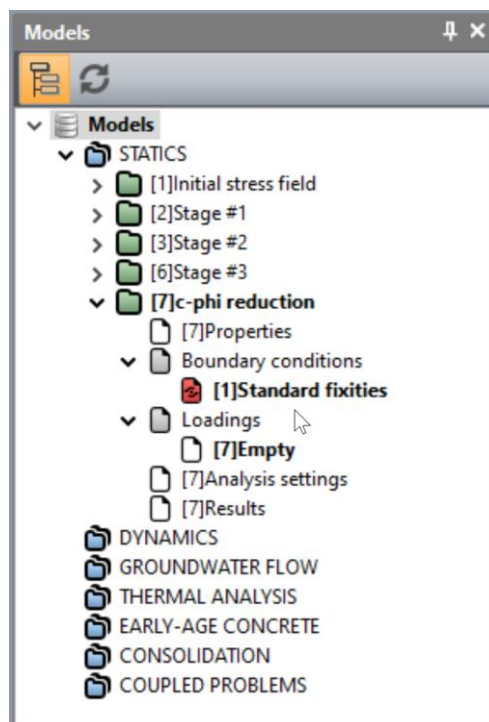 Models
Models
STATICS
[1]Initial stress field
[2]Stage #1
[3]Stage #2
[6]Stage #3
[7]c-phi reduction
[7]Properties
Boundary conditions
[1]Standard fixities
Loadings
[7]Empty
[7]Analysis settings
[7]Results
DYNAMICS
GROUNDWATER FLOW
THERMAL ANALYSIS
EARLY-AGE CONCRETE
CONSOLIDATION
COUPLED PROBLEMS